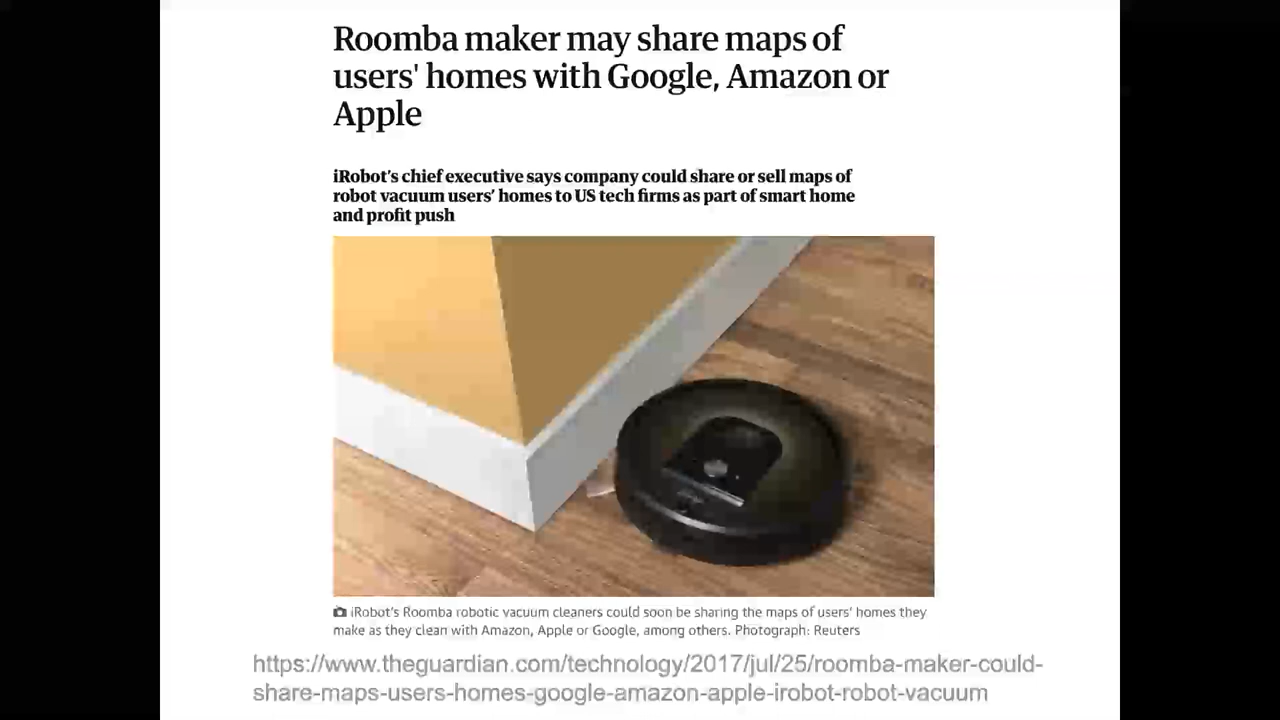 Roomba maker may share maps of
users' homes with Google, Amazon or
Apple
iRobot's chief executive says company could share or sell maps of
robot vacuum users’ homes to US tech firms as part of smart home
and profit push
iRobot’s Roomba robotic vacuum cleaners could soon be sharing the maps of users’ homes they
make as they clean with Amazon, Apple or Google, among others. Photograph: Reuters
https://www.theguardian.com/technology/2017/jul/25/roomba-maker-could-
share-maps-users-homes-google-amazon-apple-irobot-robot-vacuum